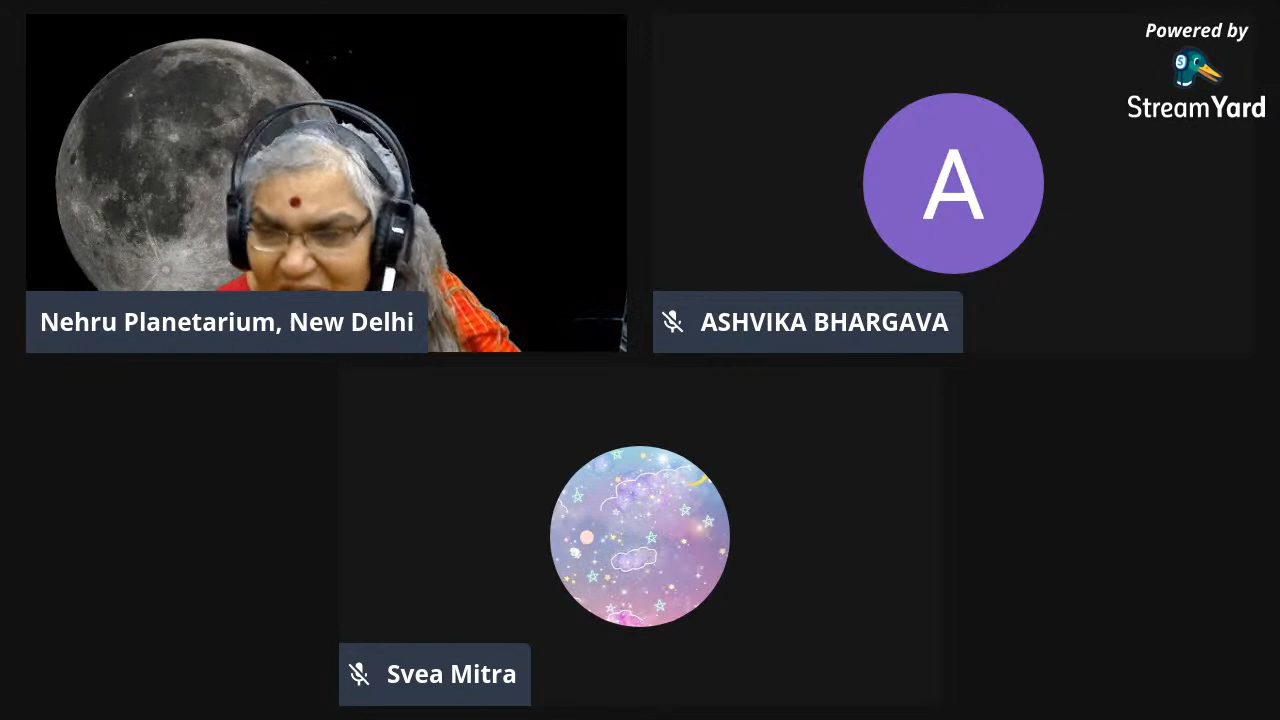 Powered by
StreamYard
Nehru Planetarium, New Delhi
A
ASHVIKA BHARGAVA
Svea Mitra